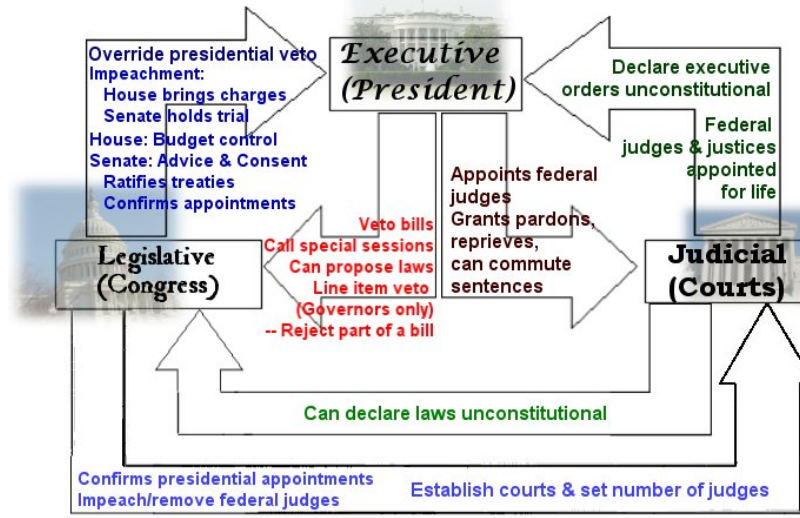 Override presidential veto
Impeachment:
House brings charges
Senate holds trial
House: Budget control
Senate: Advice & Consent
Ratifies treaties
Confirms appointments
Executive
(President)
Declare executive
orders unconstitutional
Federal
judges & justices
appointed
for life
Legislative
(Congress)
Veto bills
Call special sessions
Can propose laws
Line item veto
(Governors only)
-- Reject part of a bill
Appoints federal
judges
Grants pardons,
reprieves,
can commute
sentences
Judicial
(Courts)
Can declare laws unconstitutional
Confirms presidential appointments
Impeach/remove federal judges
Establish courts & set number of judges